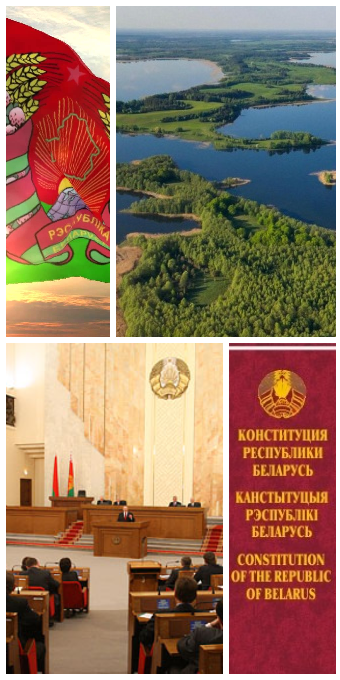 РЭСПУБЛІКА
КОНСТИТУЦИЯ
РЕСПУБЛИКИ
БЕЛАРУСЬ
КАНСТЫТУЦЫЯ
РЭСПУБЛІКІ
БЕЛАРУСЬ
CONSTITUTION
OF THE REPUBLIC
OF BELARUS